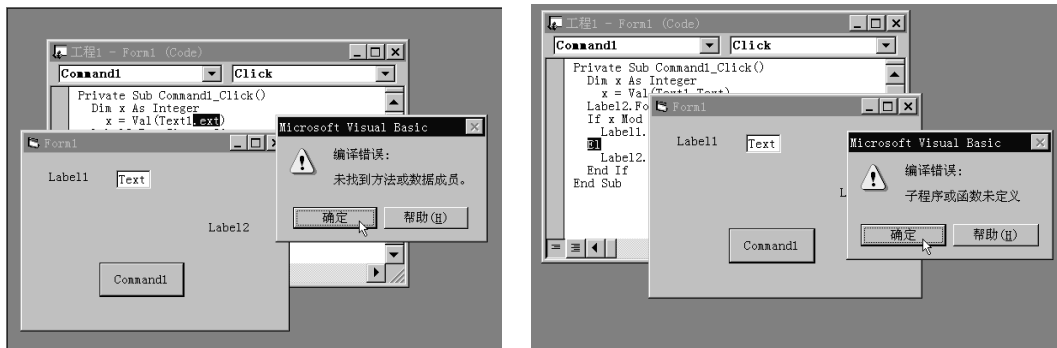 工程1 - Form1 (Code)
Command1
Click
Private Sub Command1_Click()
Dim x As Integer
x = Val(Text1.ext)
Form1
Label1
Text
Label2
Command1
Microsoft Visual Basic
编译错误:
未找到方法或数据成员。
确定
帮助(H)
工程1 - Form1 (Code)
Command1
Click
Private Sub Command1_Click()
Dim x As Integer
x = Val(Text1.Text)
Label2.Fo
If x Mod
Label1.
El
Label2.
End If
End Sub
Form1
Label1
Text
L
Command1
Microsoft Visual Basic
编译错误:
子程序或函数未定义
确定
帮助(H)